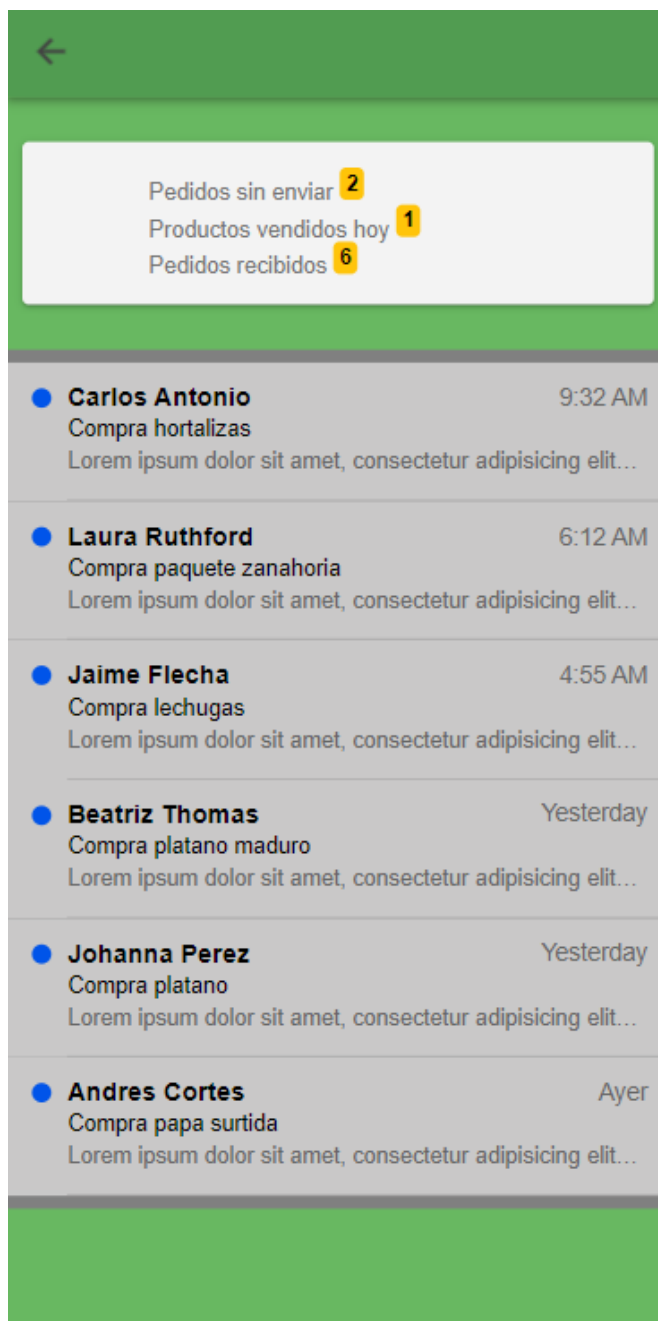 Pedidos sin enviar 2
Productos vendidos hoy 1
Pedidos recibidos 6
Carlos Antonio 9:32 AM
Compra hortalizas
Lorem ipsum dolor sit amet, consectetur adipisicing elit...
Laura Ruthford 6:12 AM
Compra paquete zanahoria
Lorem ipsum dolor sit amet, consectetur adipisicing elit...
Jaime Flecha 4:55 AM
Compra lechugas
Lorem ipsum dolor sit amet, consectetur adipisicing elit...
Beatriz Thomas Yesterday
Compra platano maduro
Lorem ipsum dolor sit amet, consectetur adipisicing elit...
Johanna Perez Yesterday
Compra platano
Lorem ipsum dolor sit amet, consectetur adipisicing elit...
Andres Cortes Ayer
Compra papa surtida
Lorem ipsum dolor sit amet, consectetur adipisicing elit...